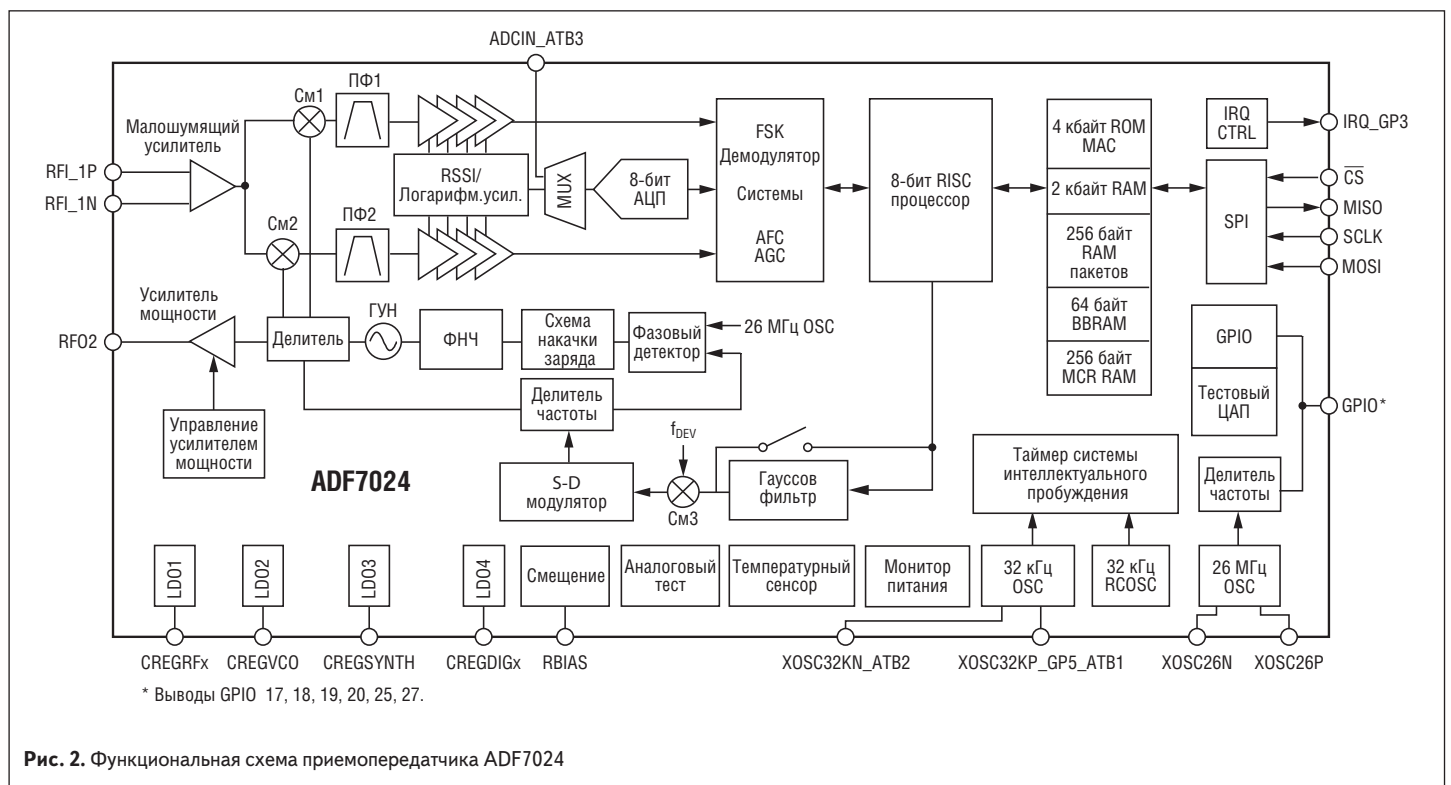 ADCIN_ATB3
ПФ1
См1
Малошумящий
усилитель
RFI_1P
RFI_1N
RSSI/
Логарифм.усил.
MUX
8-бит
АЦП
FSK
Демодулятор
Системы
AFC
AGC
8-бит RISC
процессор
4 кбайт ROM
MAC
2 кбайт RAM
256 байт
RAM
пакетов
64 байт
BBRAM
256 байт
MCR RAM
IRQ
CTRL
IRQ_GP3
SPI
C̅S̅
MISO
SCLK
MOSI
См2
ПФ2
Усилитель
мощности
RFO2
Делитель
ГУН
ФНЧ
Схема
накачки
заряда
Фазовый
детектор
26 МГц OSC
Делитель
частоты
Управление
усилителем
мощности
ADF7024
S-D
модулятор
fDEV
См3
Гауссов
фильтр
GPIO
Тестовый
ЦАП
GPIO*
Таймер системы
интеллектуального
пробуждения
Делитель
частоты
LDO1
LDO2
LDO3
LDO4
Смещение
Аналоговый
тест
Температурный
сенсор
Монитор
питания
32 кГц
OSC
32 кГц
RCOSC
26 МГц
OSC
CREGRFx
CREGVCO
CREGSYNTH
CREGDIGx
RBIAS
XOSC32KN_ATB2
XOSC32KP_GP5_ATB1
XOSC26N
XOSC26P
* Выводы GPIO 17, 18, 19, 20, 25, 27.
Рис. 2. Функциональная схема приемопередатчика ADF7024